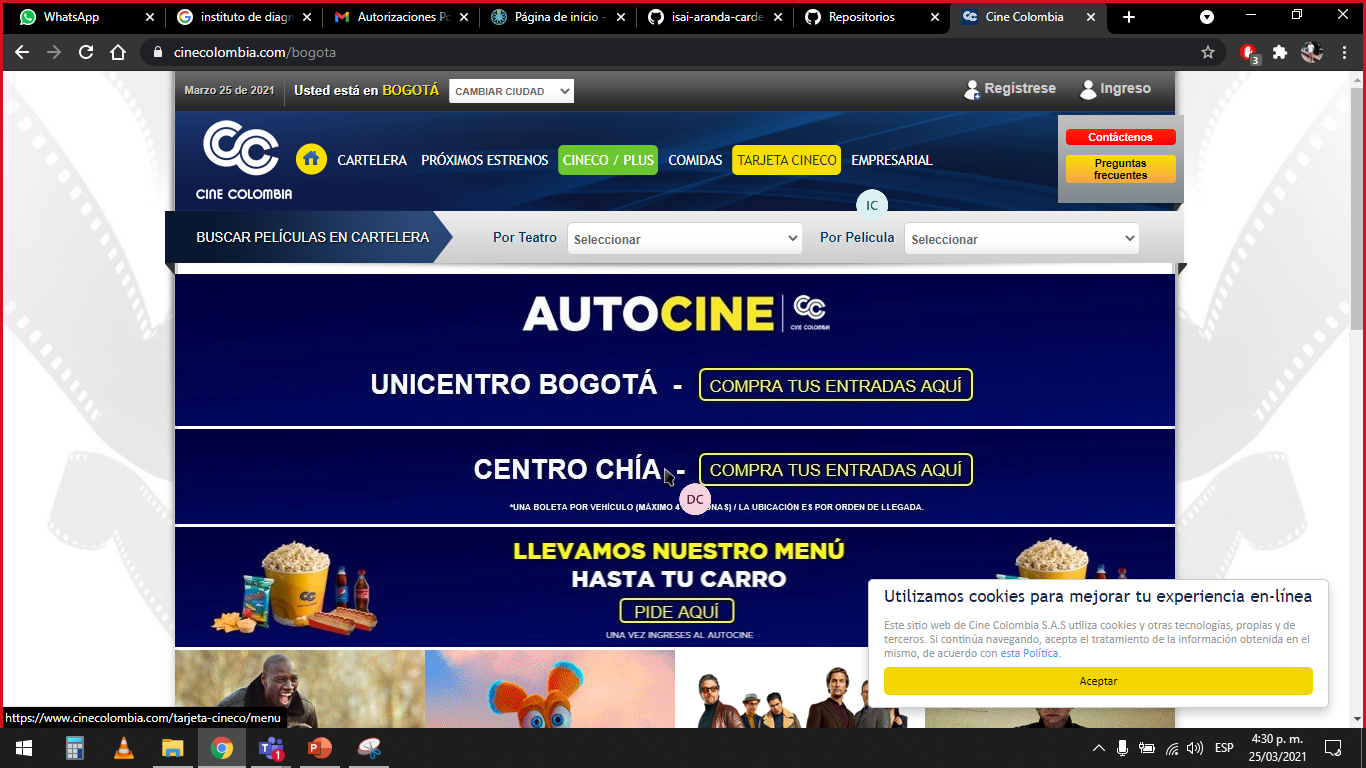 WhatsApp
instituto de diagn
Autorizaciones Po
Página de inicio -
isai-aranda-carde
Repositorios
Cine Colombia
cinecolombia.com/bogota
3
Marzo 25 de 2021
Usted está en BOGOTÁ
CAMBIAR CIUDAD
Regístrese
Ingreso
CC
CINE COLOMBIA
CARTELERA
PRÓXIMOS ESTRENOS
CINECO / PLUS
COMIDAS
TARJETA CINECO
EMPRESARIAL
Contáctenos
Preguntas
frecuentes
IC
BUSCAR PELÍCULAS EN CARTELERA
Por Teatro
Seleccionar
Por Película
Seleccionar
AUTOCINE
CC
CINE COLOMBIA
UNICENTRO BOGOTÁ -
COMPRA TUS ENTRADAS AQUÍ
CENTRO CHÍA -
COMPRA TUS ENTRADAS AQUÍ
DC
*UNA BOLETA POR VEHÍCULO (MÁXIMO 4 / LA UBICACIÓN ES POR ORDEN DE LLEGADA.
LLEVAMOS NUESTRO MENÚ
HASTA TU CARRO
PIDE AQUÍ
UNA VEZ INGRESES AL AUTOCINE
Utilizamos cookies para mejorar tu experiencia en-línea
Este sitio web de Cine Colombia S.A.S utiliza cookies y otras tecnologías, propias y de
terceros. Si continúa navegando, acepta el tratamiento de la información obtenida en el
mismo, de acuerdo con esta Política.
Aceptar
https://www.cinecolombia.com/tarjeta-cineco/menu
1
ESP
4:30 p. m.
25/03/2021